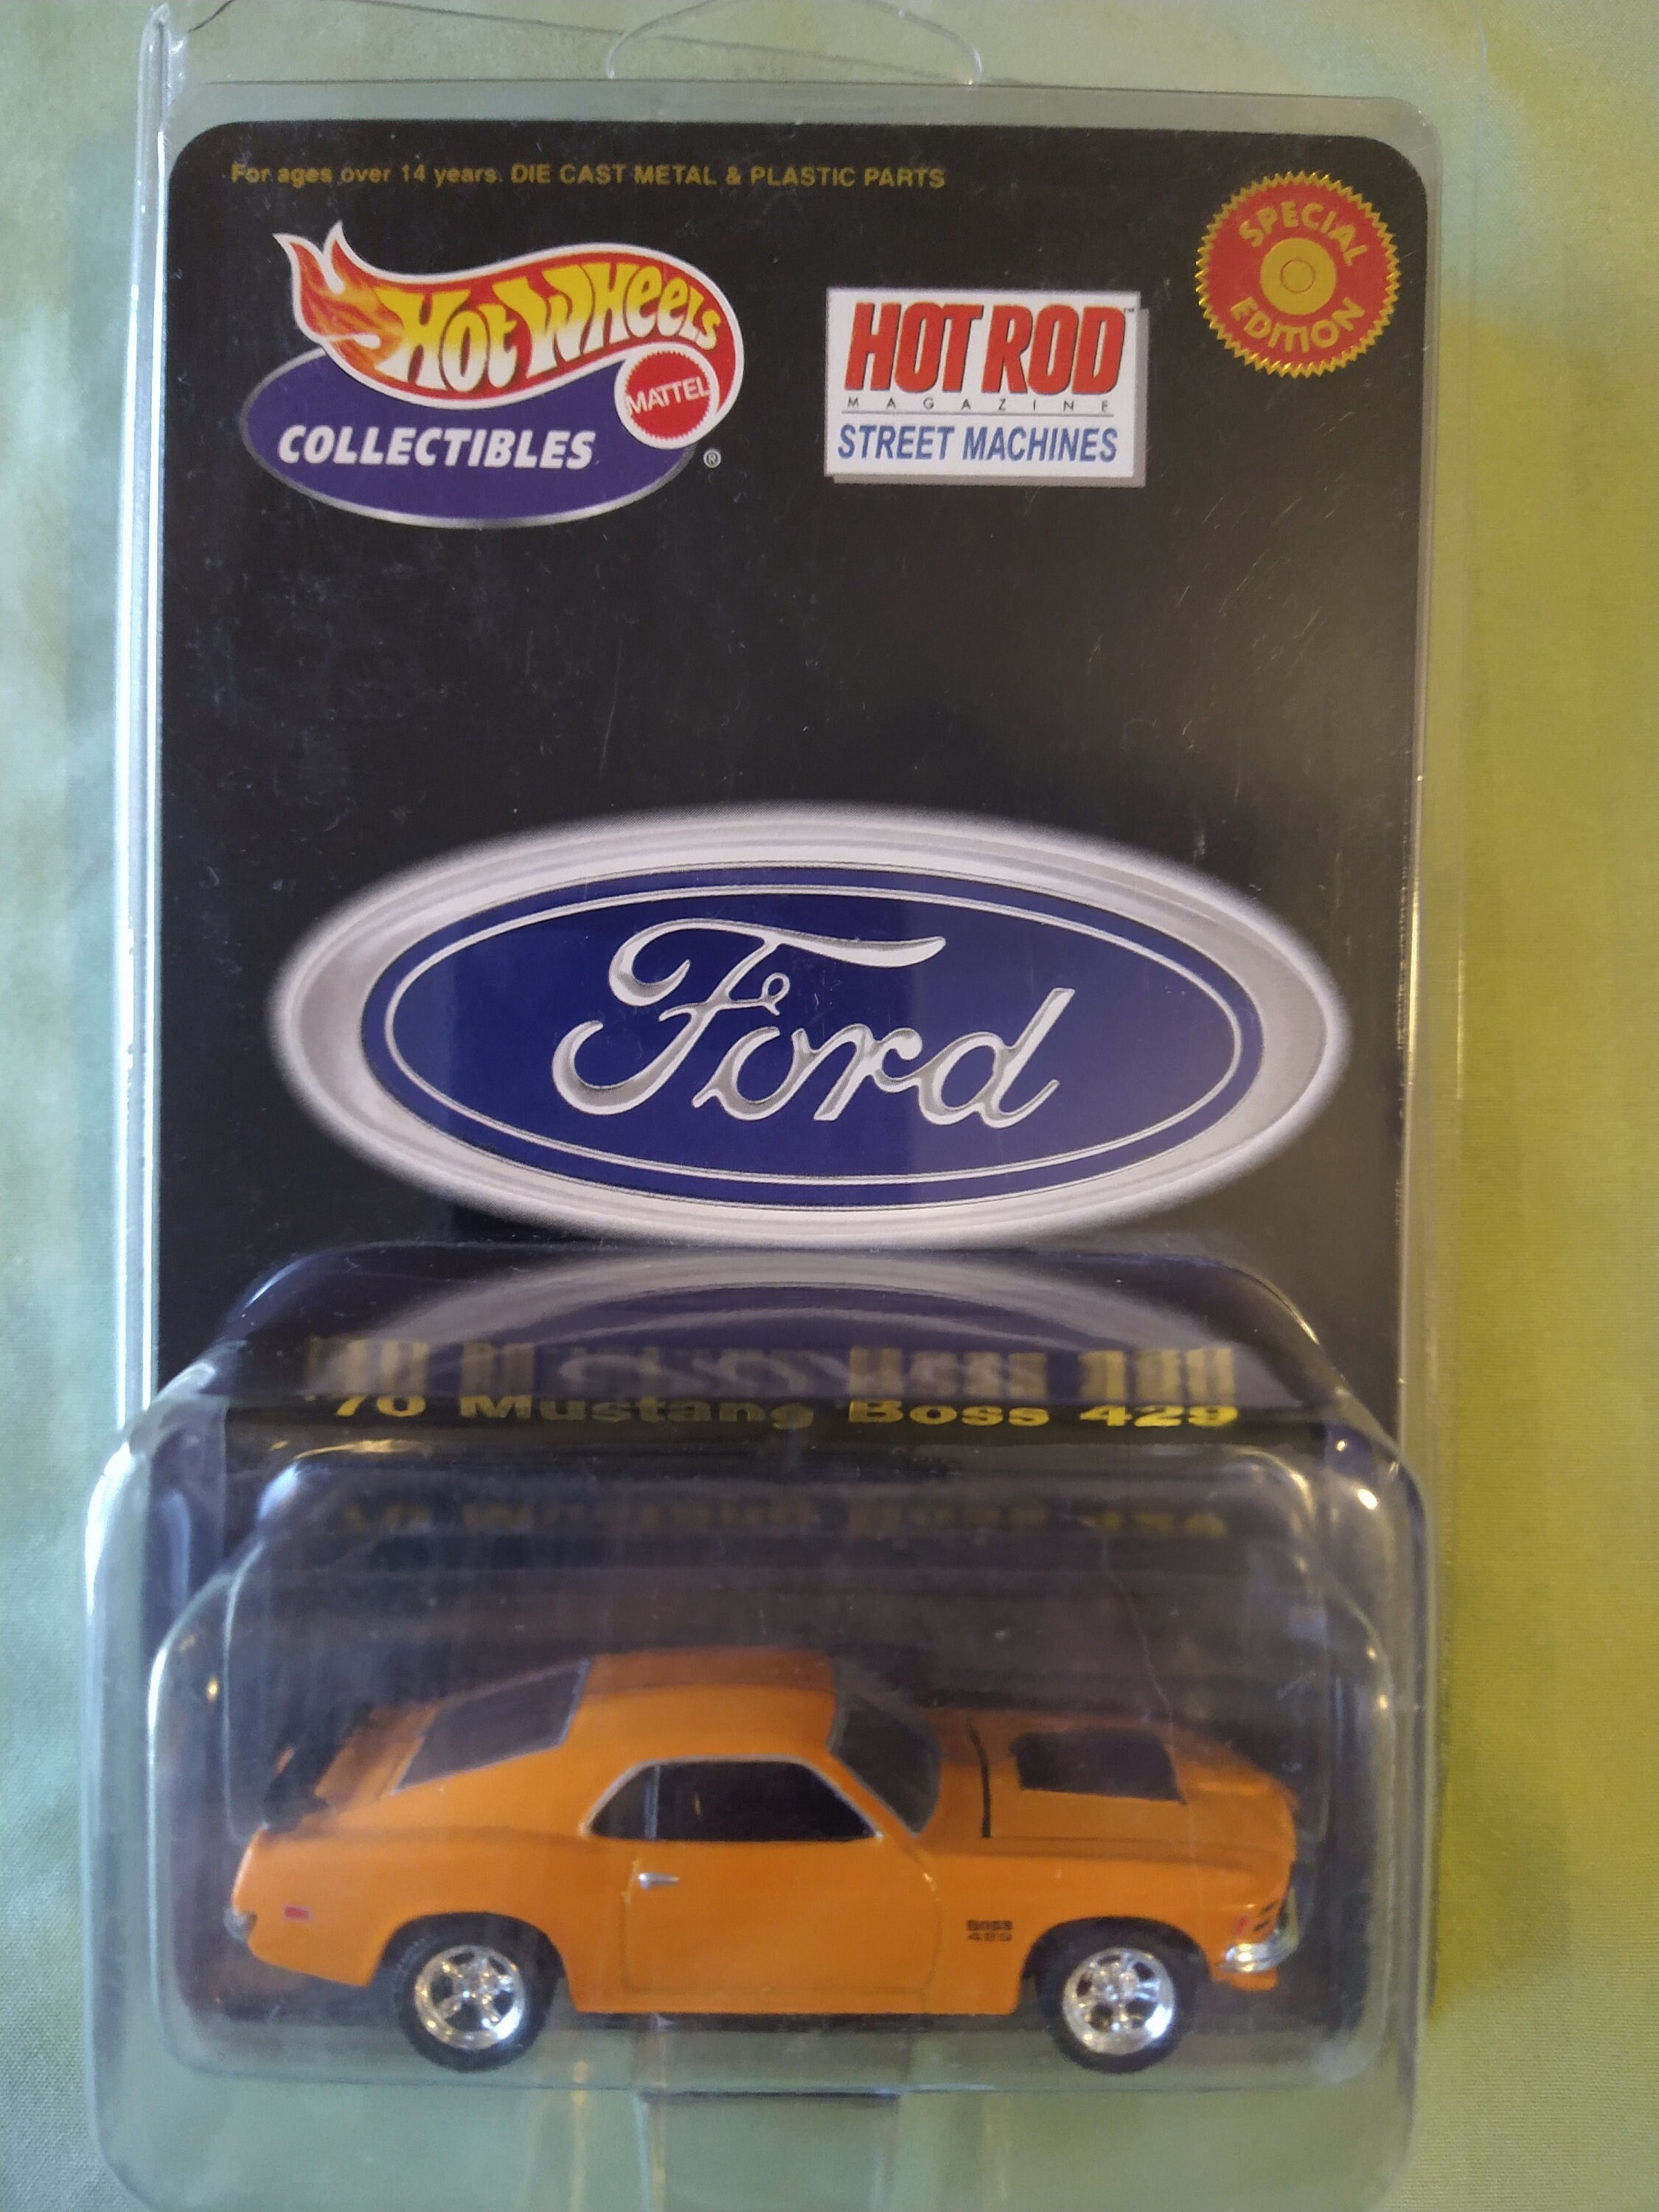 For ages over 14 years. DIE CAST METAL & PLASTIC PARTS
SPECIAL
EDITION
HOT WHEELS
MATTEL
COLLECTIBLES
®
HOT ROD™
MAGAZINE
STREET MACHINES
Ford
'70 Mustang Boss 429
Boss
429